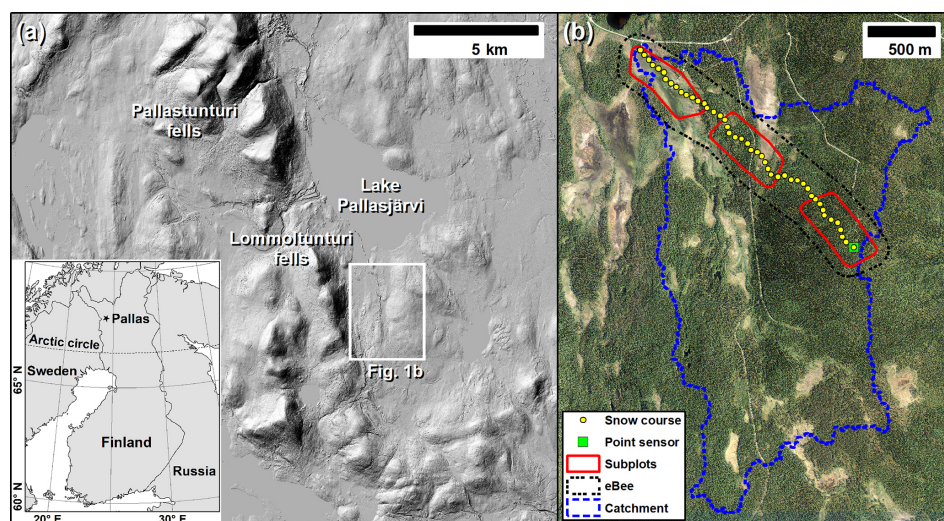 (a)
5 km
Pallastunturi
fells
Lake
Pallasjärvi
Lommoltunturi
fells
Fig. 1b
Pallas
Arctic circle
Sweden
65° N
Finland
Russia
60° N
20° E
30° E
(b)
500 m
Snow course
Point sensor
Subplots
eBee
Catchment